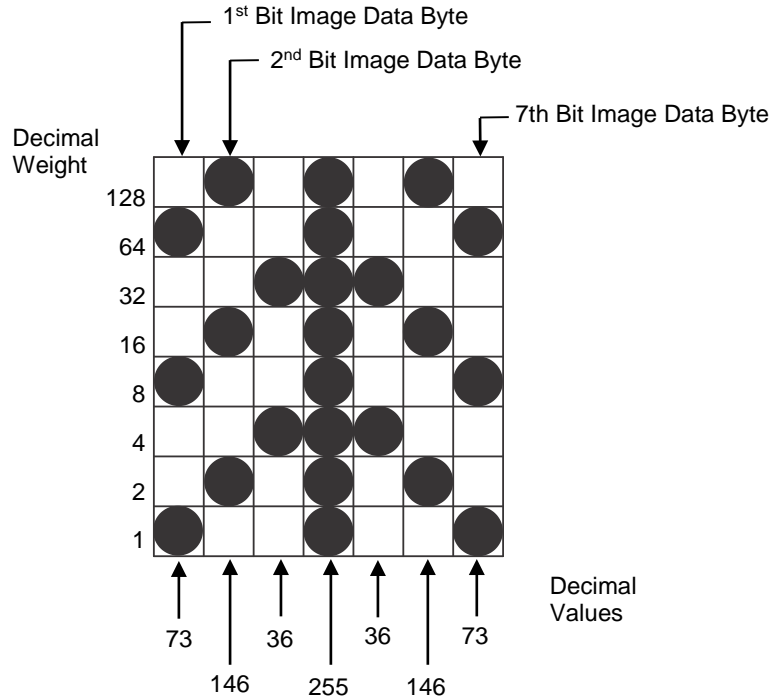 1st Bit Image Data Byte
2nd Bit Image Data Byte
7th Bit Image Data Byte
Decimal
Weight
128
64
32
16
8
4
2
1
Decimal
Values
73
36
36
73
146
255
146